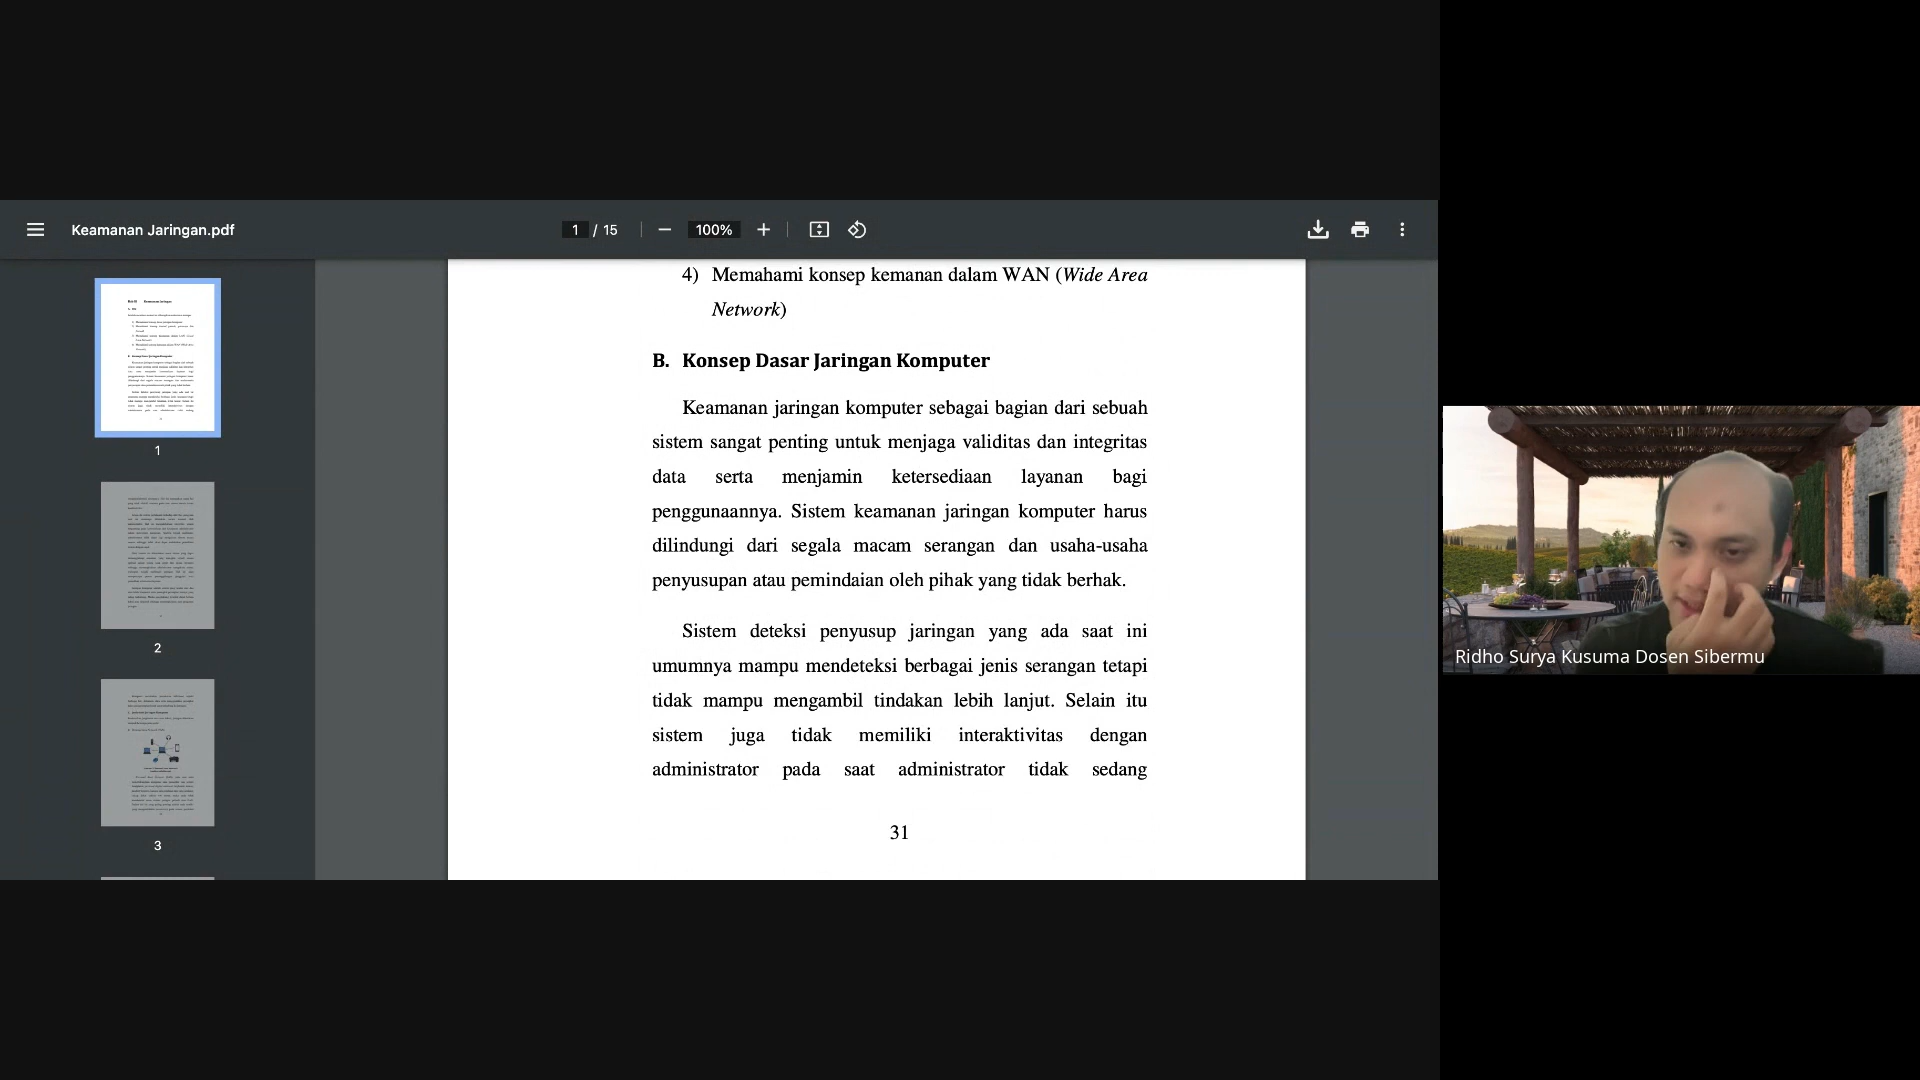 Keamanan Jaringan.pdf
1 / 15
100%
4) Memahami konsep kemanan dalam WAN (Wide Area
Network)
B. Konsep Dasar Jaringan Komputer
Keamanan jaringan komputer sebagai bagian dari sebuah
sistem sangat penting untuk menjaga validitas dan integritas
data serta menjamin ketersediaan layanan bagi
penggunaannya. Sistem keamanan jaringan komputer harus
dilindungi dari segala macam serangan dan usaha-usaha
penyusupan atau pemindaian oleh pihak yang tidak berhak.
Sistem deteksi penyusup jaringan yang ada saat ini
umumnya mampu mendeteksi berbagai jenis serangan tetapi
tidak mampu mengambil tindakan lebih lanjut. Selain itu
sistem juga tidak memiliki interaktivitas dengan
administrator pada saat administrator tidak sedang
31
1
2
3
Ridho Surya Kusuma Dosen Sibermu